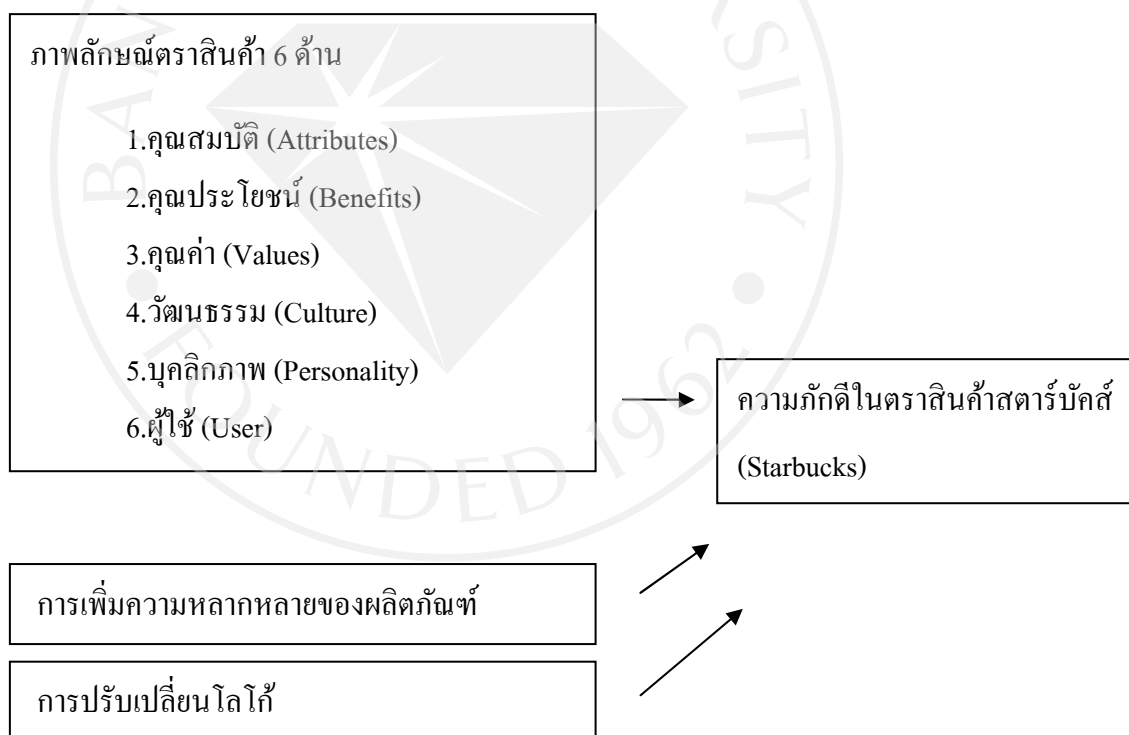 ภาพลักษณ์ตราสินค้า 6 ด้าน
1.คุณสมบัติ (Attributes)
2.คุณประโยชน์ (Benefits)
3.คุณค่า (Values)
4.วัฒนธรรม (Culture)
5.บุคลิกภาพ (Personality)
6.ผู้ใช้ (User)
ความภักดีในตราสินค้าสตาร์บัคส์
(Starbucks)
การเพิ่มความหลากหลายของผลิตภัณฑ์
การปรับเปลี่ยนโลโก้
BAN
SITY
FOUNDED 1962